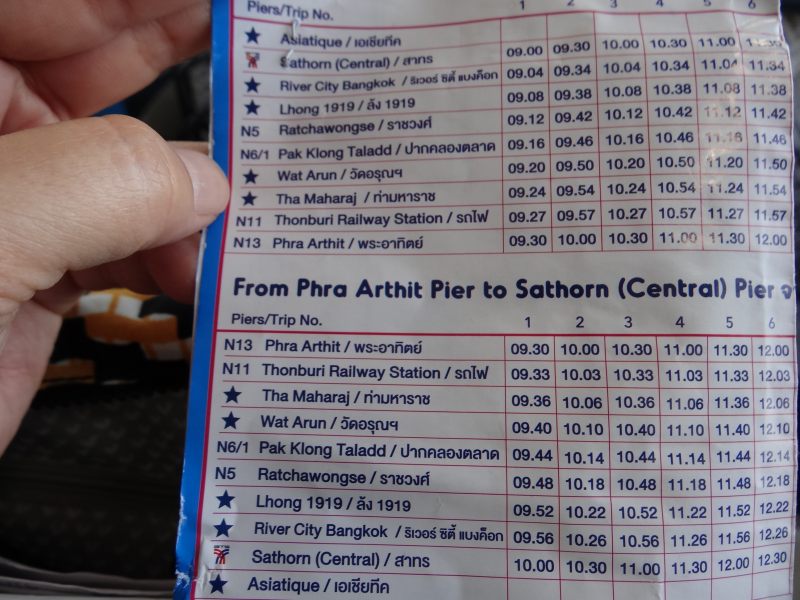 Piers/Trip No. 1 2 3 4 5 6
Asiatique / เอเชียทีค
Sathorn (Central) / สาทร 09.00 09.30 10.00 10.30 11.00 11.30
River City Bangkok / ริเวอร์ ซิตี้ แบงค็อก 09.04 09.34 10.04 10.34 11.04 11.34
Lhong 1919 / ล้ง 1919 09.08 09.38 10.08 10.38 11.08 11.38
N5 Ratchawongse / ราชวงศ์ 09.12 09.42 10.12 10.42 11.12 11.42
N6/1 Pak Klong Taladd / ปากคลองตลาด 09.16 09.46 10.16 10.46 11.16 11.46
Wat Arun / วัดอรุณฯ 09.20 09.50 10.20 10.50 11.20 11.50
Tha Maharaj / ท่ามหาราช 09.24 09.54 10.24 10.54 11.24 11.54
N11 Thonburi Railway Station / รถไฟ 09.27 09.57 10.27 10.57 11.27 11.57
N13 Phra Arthit / พระอาทิตย์ 09.30 10.00 10.30 11.00 11.30 12.00
From Phra Arthit Pier to Sathorn (Central) Pier
Piers/Trip No. 1 2 3 4 5 6
N13 Phra Arthit / พระอาทิตย์ 09.30 10.00 10.30 11.00 11.30 12.00
N11 Thonburi Railway Station / รถไฟ 09.33 10.03 10.33 11.03 11.33 12.03
Tha Maharaj / ท่ามหาราช 09.36 10.06 10.36 11.06 11.36 12.06
Wat Arun / วัดอรุณฯ 09.40 10.10 10.40 11.10 11.40 12.10
N6/1 Pak Klong Taladd / ปากคลองตลาด 09.44 10.14 10.44 11.14 11.44 12.14
N5 Ratchawongse / ราชวงศ์ 09.48 10.18 10.48 11.18 11.48 12.18
Lhong 1919 / ล้ง 1919 09.52 10.22 10.52 11.22 11.52 12.22
River City Bangkok / ริเวอร์ ซิตี้ แบงค็อก 09.56 10.26 10.56 11.26 11.56 12.26
Sathorn (Central) / สาทร 10.00 10.30 11.00 11.30 12.00 12.30
Asiatique / เอเชียทีค